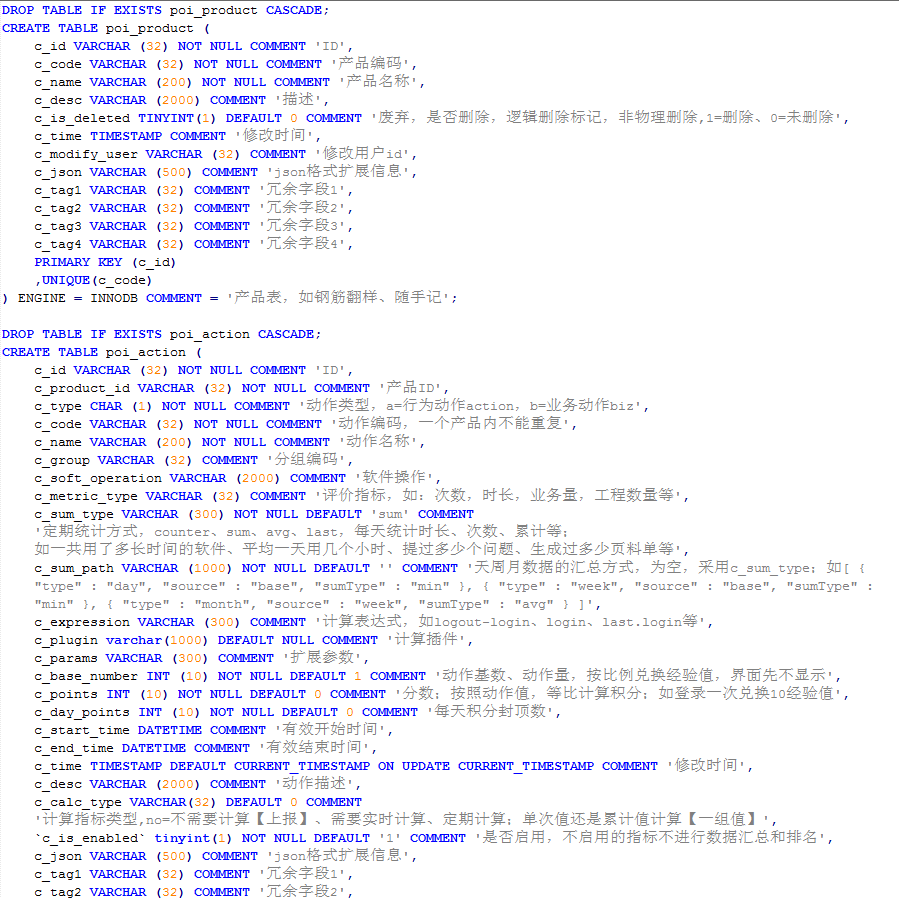 DROP TABLE IF EXISTS poi_product CASCADE;
CREATE TABLE poi_product (
    c_id VARCHAR (32) NOT NULL COMMENT 'ID',
    c_code VARCHAR (32) NOT NULL COMMENT '产品编码',
    c_name VARCHAR (200) NOT NULL COMMENT '产品名称',
    c_desc VARCHAR (2000) COMMENT '描述',
    c_is_deleted TINYINT(1) DEFAULT 0 COMMENT '废弃，是否删除，逻辑删除标记，非物理删除,1=删除、0=未删除',
    c_time TIMESTAMP COMMENT '修改时间',
    c_modify_user VARCHAR (32) COMMENT '修改用户id',
    c_json VARCHAR (500) COMMENT 'json格式扩展信息',
    c_tag1 VARCHAR (32) COMMENT '冗余字段1',
    c_tag2 VARCHAR (32) COMMENT '冗余字段2',
    c_tag3 VARCHAR (32) COMMENT '冗余字段3',
    c_tag4 VARCHAR (32) COMMENT '冗余字段4',
    PRIMARY KEY (c_id)
    ,UNIQUE(c_code)
) ENGINE = INNODB COMMENT = '产品表，如钢筋翻样、随手记';

DROP TABLE IF EXISTS poi_action CASCADE;
CREATE TABLE poi_action (
    c_id VARCHAR (32) NOT NULL COMMENT 'ID',
    c_product_id VARCHAR (32) NOT NULL COMMENT '产品ID',
    c_type CHAR (1) NOT NULL COMMENT '动作类型，a=行为动作action，b=业务动作biz',
    c_code VARCHAR (32) NOT NULL COMMENT '动作编码，一个产品内不能重复',
    c_name VARCHAR (200) NOT NULL COMMENT '动作名称',
    c_group VARCHAR (32) COMMENT '分组编码',
    c_soft_operation VARCHAR (2000) COMMENT '软件操作',
    c_metric_type VARCHAR (32) COMMENT '评价指标，如：次数，时长，业务量，工程数量等',
    c_sum_type VARCHAR (300) NOT NULL DEFAULT 'sum' COMMENT
    '定期统计方式，counter、sum、avg、last，每天统计时长、次数、累计等；
    如一共用了多长时间的软件、平均一天用几个小时、提过多少个问题、生成过多少页料单等',
    c_sum_path VARCHAR (1000) NOT NULL DEFAULT '' COMMENT '天周月数据的汇总方式，为空，采用c_sum_type；如[ {
    "type" : "day", "source" : "base", "sumType" : "min" }, { "type" : "week", "source" : "base", "sumType" :
    "min" }, { "type" : "month", "source" : "week", "sumType" : "avg" } ]',
    c_expression VARCHAR (300) COMMENT '计算表达式，如logout-login、login、last.login等',
    c_plugin varchar(1000) DEFAULT NULL COMMENT '计算插件',
    c_params VARCHAR (300) COMMENT '扩展参数',
    c_base_number INT (10) NOT NULL DEFAULT 1 COMMENT '动作基数、动作量，按比例兑换经验值，界面先不显示',
    c_points INT (10) NOT NULL DEFAULT 0 COMMENT '分数；按照动作值，等比计算积分；如登录一次兑换10经验值',
    c_day_points INT (10) NOT NULL DEFAULT 0 COMMENT '每天积分封顶数',
    c_start_time DATETIME COMMENT '有效开始时间',
    c_end_time DATETIME COMMENT '有效结束时间',
    c_time TIMESTAMP DEFAULT CURRENT_TIMESTAMP ON UPDATE CURRENT_TIMESTAMP COMMENT '修改时间',
    c_desc VARCHAR (2000) COMMENT '动作描述',
    c_calc_type VARCHAR(32) DEFAULT 0 COMMENT
    '计算指标类型,no=不需要计算【上报】、需要实时计算、定期计算；单次值还是累计值计算【一组值】',
    `c_is_enabled` tinyint(1) NOT NULL DEFAULT '1' COMMENT '是否启用，不启用的指标不进行数据汇总和排名',
    c_json VARCHAR (500) COMMENT 'json格式扩展信息',
    c_tag1 VARCHAR (32) COMMENT '冗余字段1',
    c_tag2 VARCHAR (32) COMMENT '冗余字段2',